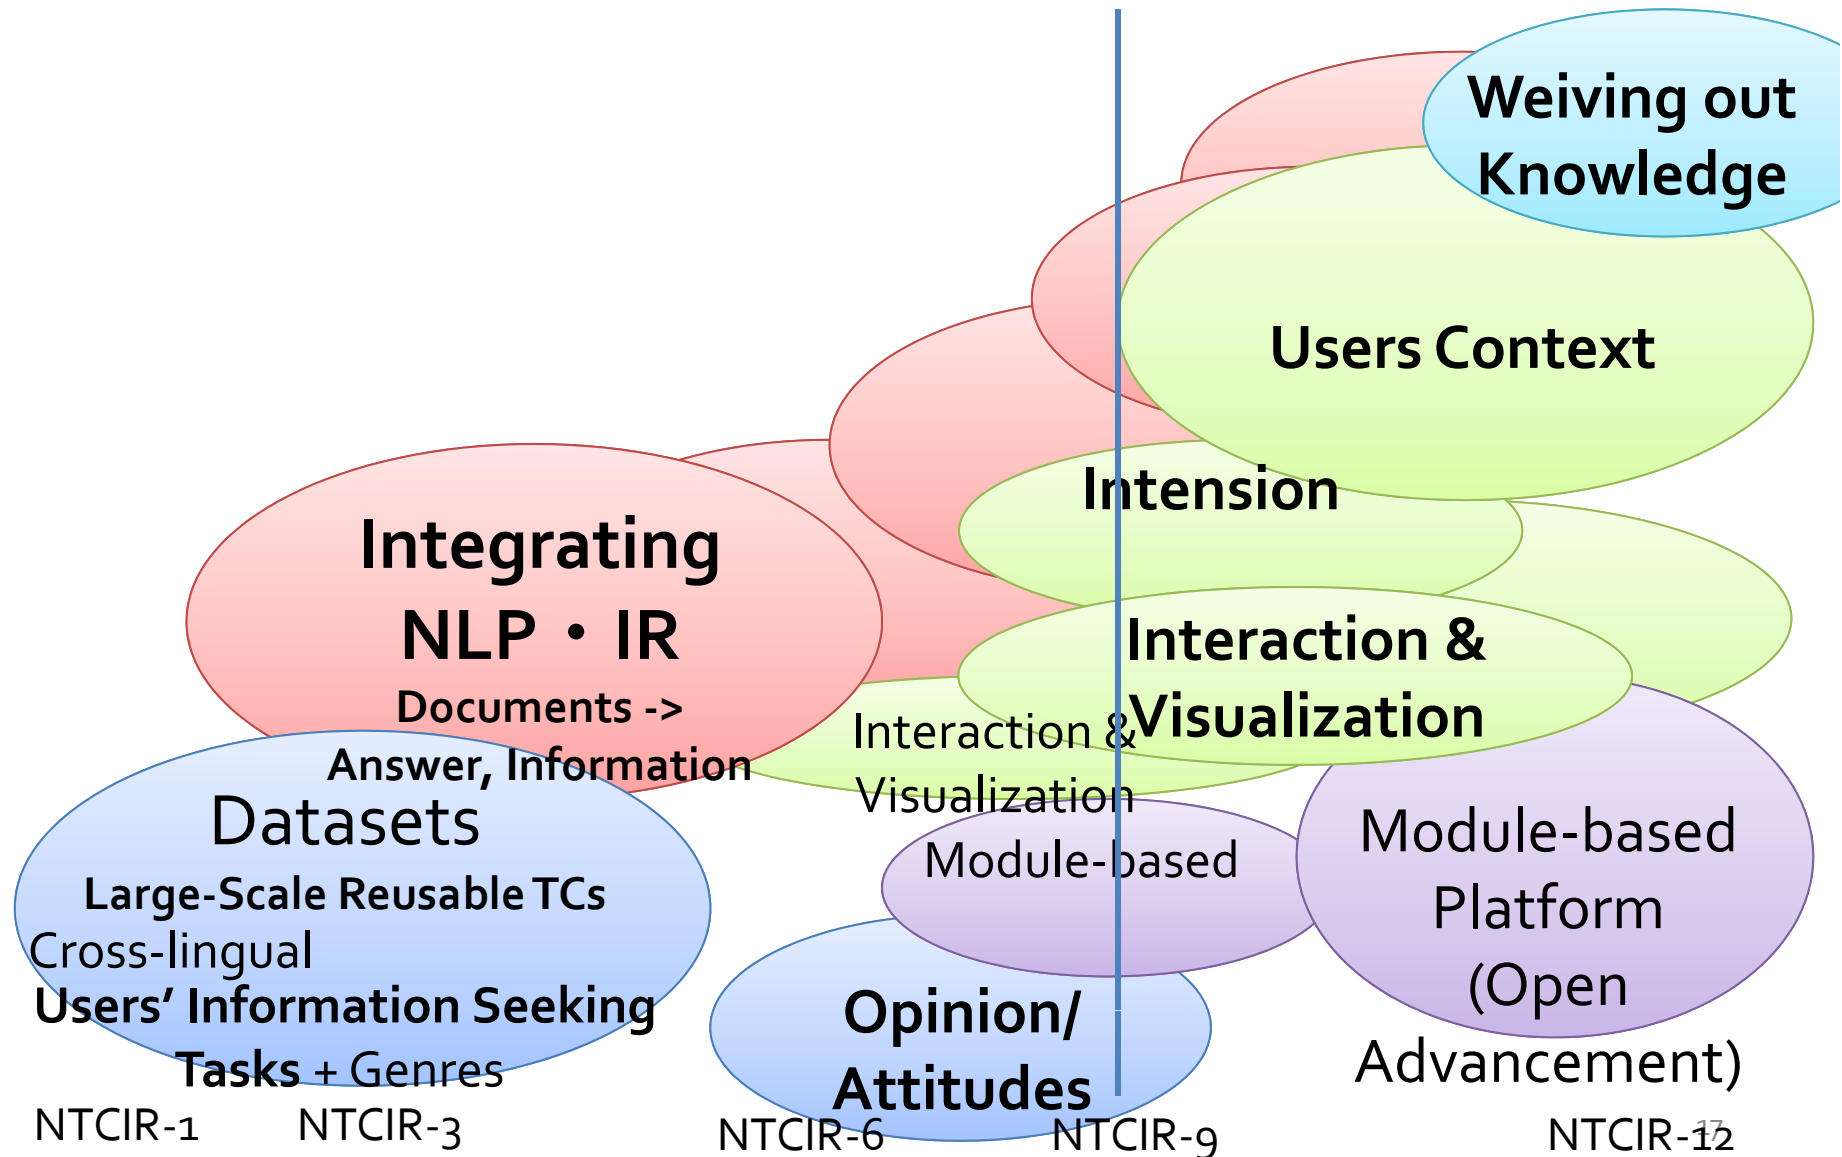 Weiving out
Knowledge
Users Context
Intension
Integrating
NLP・IR
Documents ->
Answer, Information
Interaction &
Visualization
Interaction &
Visualization
Datasets
Large-Scale Reusable TCs
Cross-lingual
Users’ Information Seeking
Tasks + Genres
Module-based
Module-based
Platform
(Open
Advancement)
Opinion/
Attitudes
NTCIR-1
NTCIR-3
NTCIR-6
NTCIR-9
NTCIR-12
17